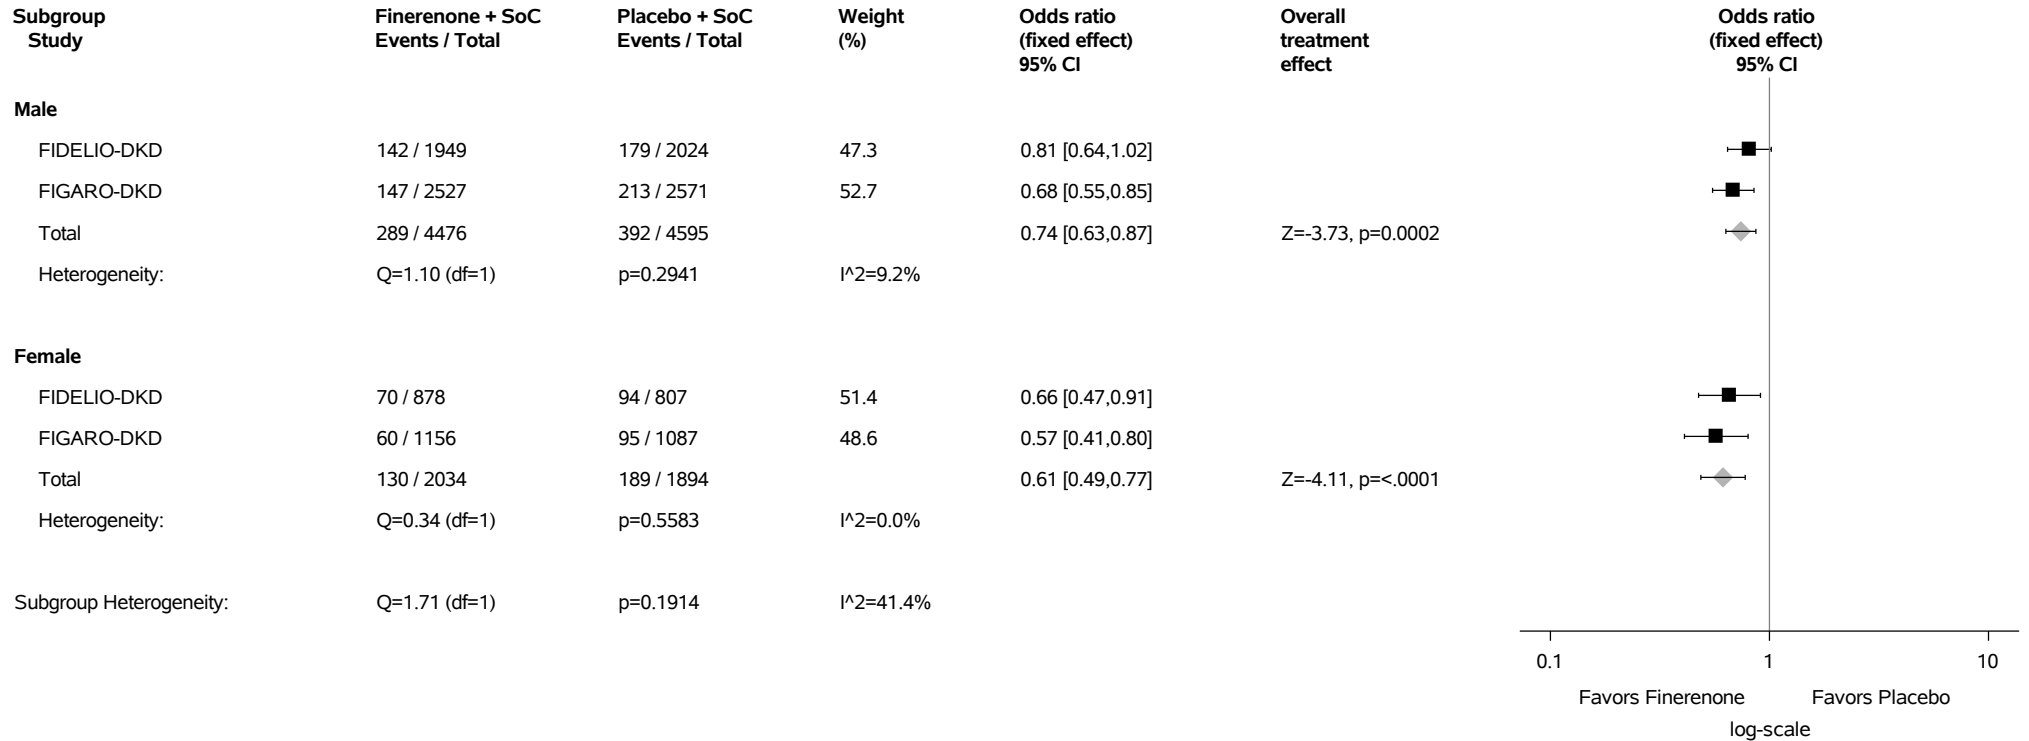 Subgroup Finerenone + SoC Placebo + SoC Weight Odds ratio Overall Odds ratio
Study Events / Total Events / Total (%) (fixed effect) treatment (fixed effect)
95% CI effect 95% CI
Male
FIDELIO-DKD 142 / 1949 179 / 2024 47.3 0.81 [0.64,1.02]
FIGARO-DKD 147 / 2527 213 / 2571 52.7 0.68 [0.55,0.85]
Total 289 / 4476 392 / 4595 0.74 [0.63,0.87] Z=-3.73, p=0.0002
Heterogeneity: Q=1.10 (df=1) p=0.2941 I^2=9.2%
Female
FIDELIO-DKD 70 / 878 94 / 807 51.4 0.66 [0.47,0.91]
FIGARO-DKD 60 / 1156 95 / 1087 48.6 0.57 [0.41,0.80]
Total 130 / 2034 189 / 1894 0.61 [0.49,0.77] Z=-4.11, p=<.0001
Heterogeneity: Q=0.34 (df=1) p=0.5583 I^2=0.0%
Subgroup Heterogeneity: Q=1.71 (df=1) p=0.1914 I^2=41.4%
0.1 1 10
Favors Finerenone Favors Placebo
log-scale